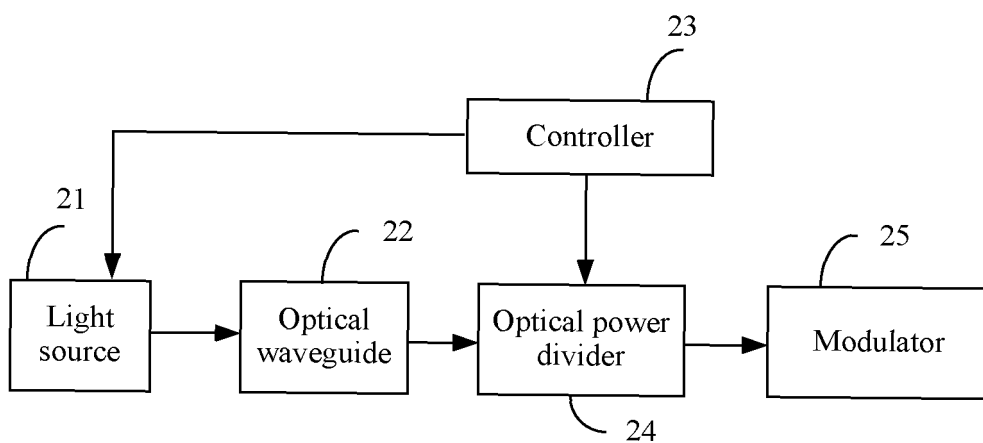 23
Controller
21
22
25
Light
source
Optical
waveguide
Optical power
divider
Modulator
24